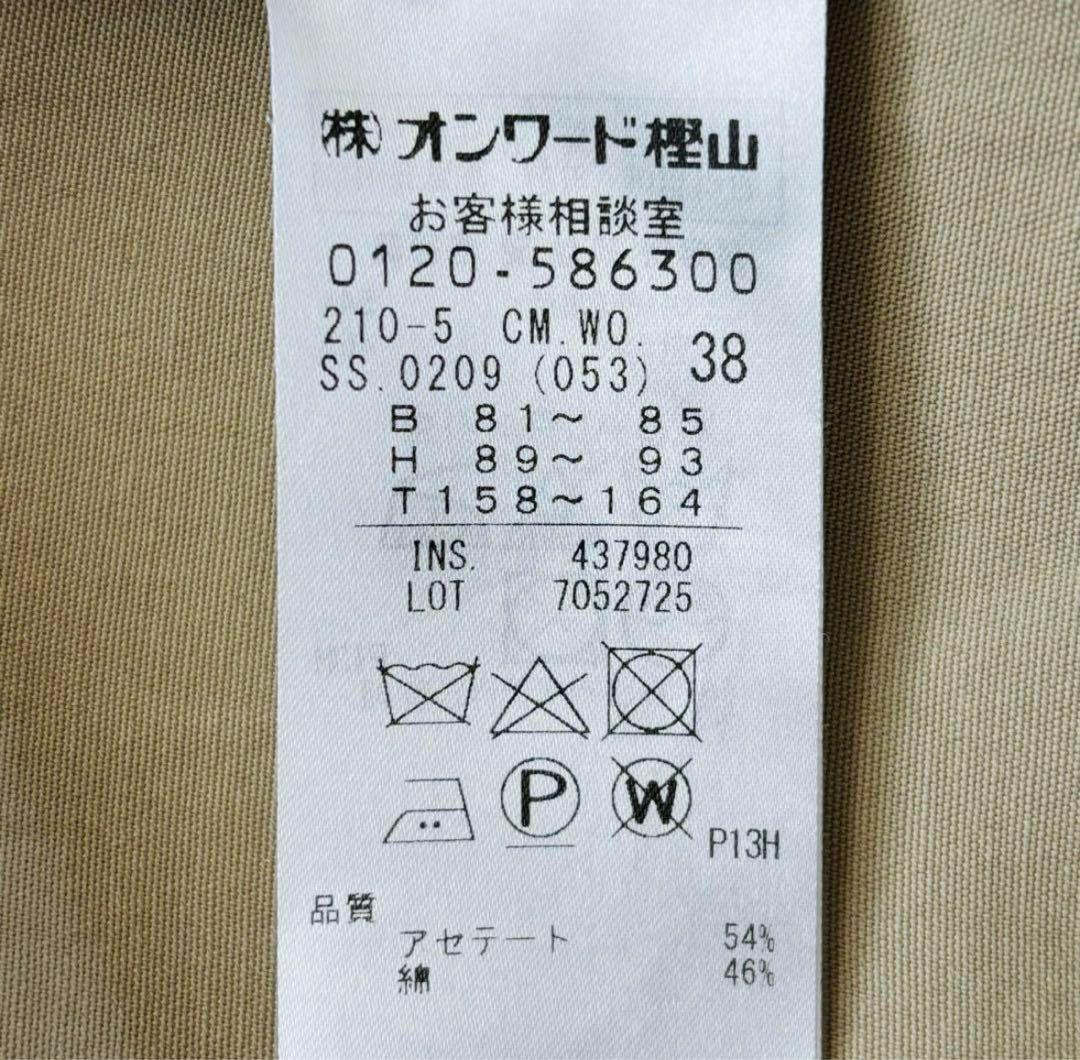 (株)オンワード樫山
お客様相談室
0120-586300
210-5 CM.WO.
SS.0209 (053) 38
B 81～ 85
H 89～ 93
T158～164
INS. 437980
LOT 7052725
P W P13H
品質
アセテート 54%
綿 46%